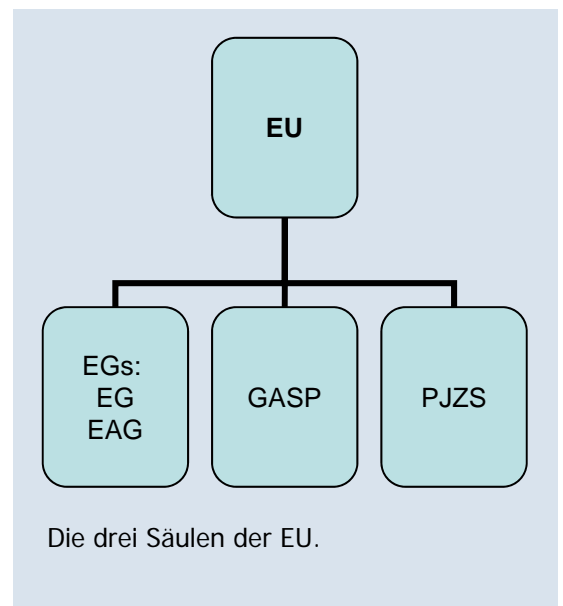 EU
EGs:
EG
EAG
GASP
PJZS
Die drei Säulen der EU.